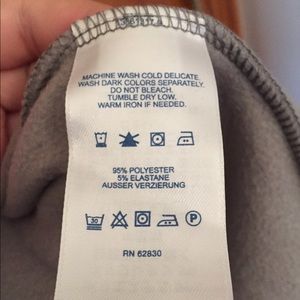 MACHINE WASH COLD DELICATE.
WASH DARK COLORS SEPARATELY.
DO NOT BLEACH.
TUMBLE DRY LOW.
WARM IRON IF NEEDED.
95% POLYESTER
5% ELASTANE
AUSSER VERZIERUNG
30
P
RN 62830